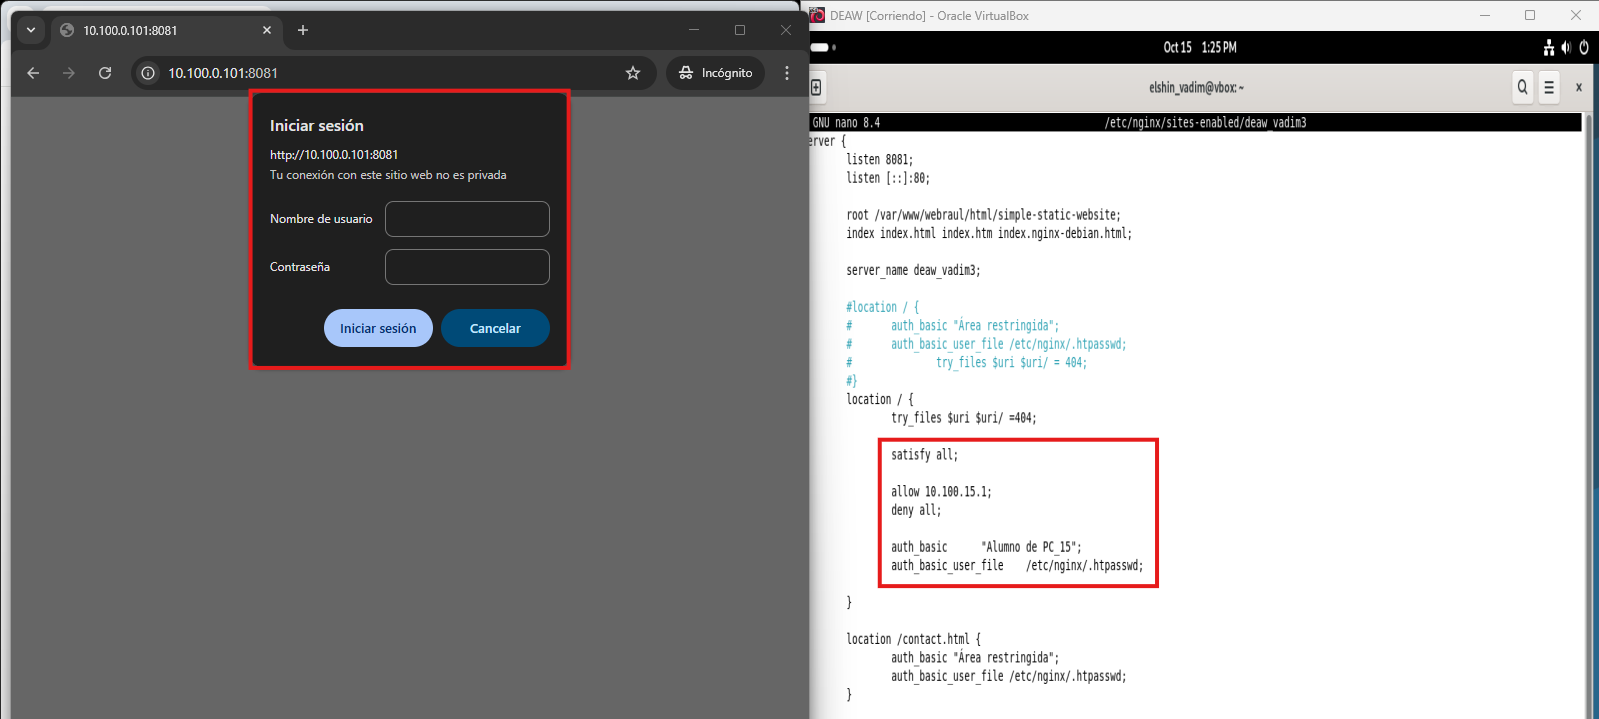 10.100.0.101:8081
10.100.0.101:8081
Incógnito
Iniciar sesión
http://10.100.0.101:8081
Tu conexión con este sitio web no es privada
Nombre de usuario
Contraseña
Iniciar sesión
Cancelar
DEAW [Corriendo] - Oracle VirtualBox
Oct 15 1:25 PM
elshin_vadim@vbox: ~
GNU nano 8.4 /etc/nginx/sites-enabled/deaw_vadim3
erver {
listen 8081;
listen [::]:80;
root /var/www/webraul/html/simple-static-website;
index index.html index.htm index.nginx-debian.html;
server_name deaw_vadim3;
#location / {
# auth_basic "Área restringida";
# auth_basic_user_file /etc/nginx/.htpasswd;
# try_files $uri $uri/ = 404;
#}
location / {
try_files $uri $uri/ =404;
satisfy all;
allow 10.100.15.1;
deny all;
auth_basic "Alumno de PC_15";
auth_basic_user_file /etc/nginx/.htpasswd;
}
location /contact.html {
auth_basic "Área restringida";
auth_basic_user_file /etc/nginx/.htpasswd;
}